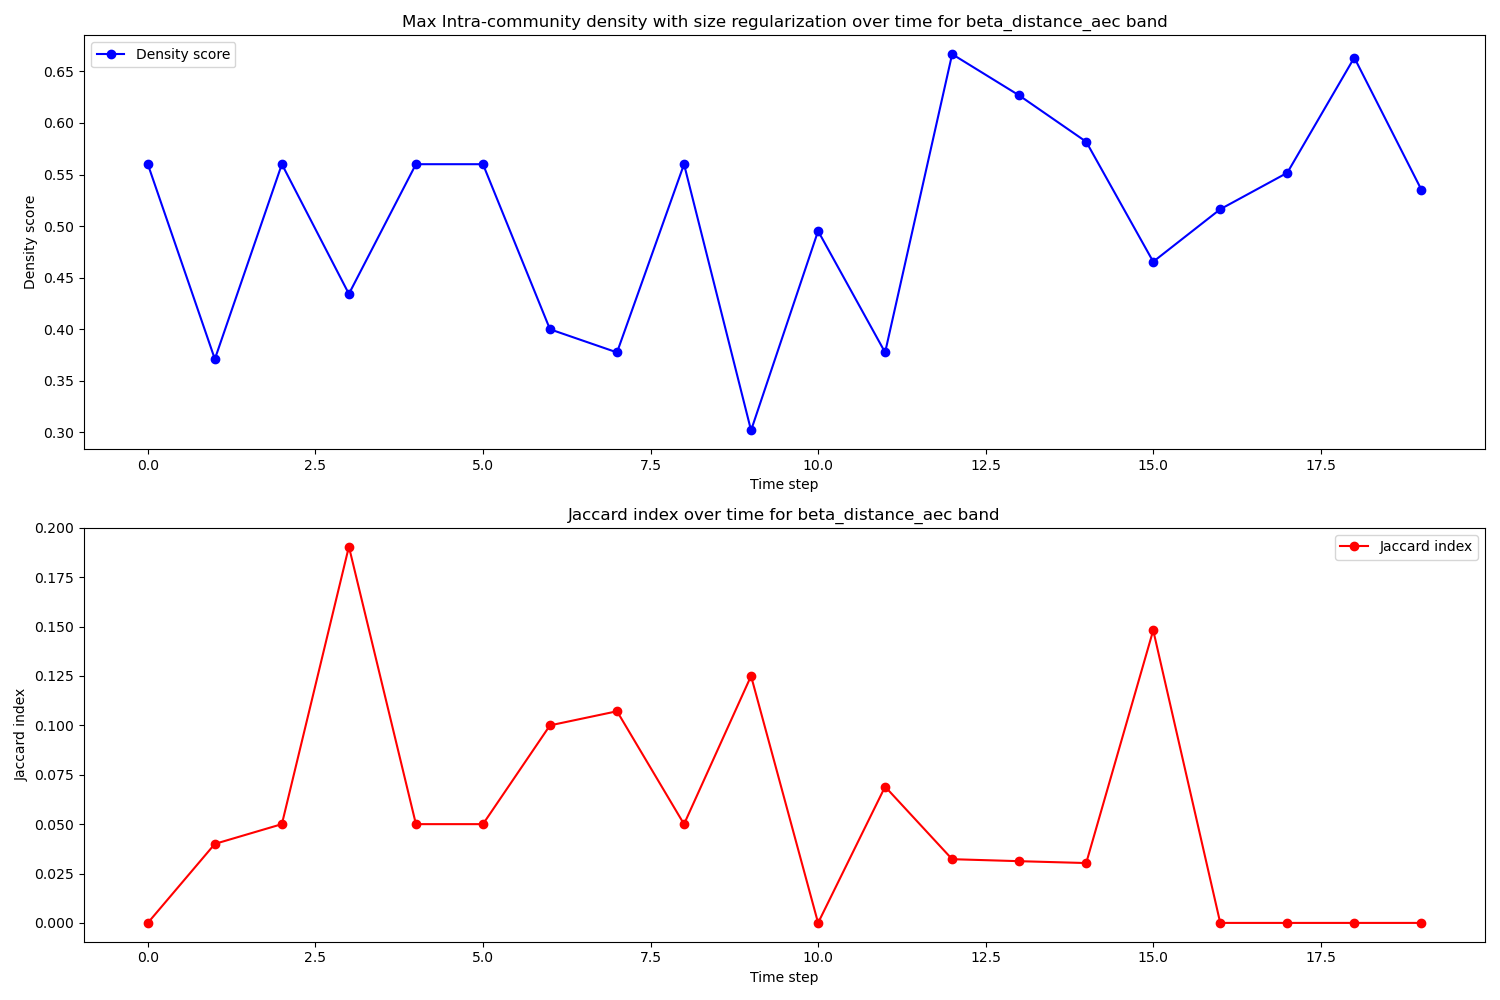 Max Intra-community density with size regularization over time for beta_distance_aec band
Density score
Density score
0.65
0.60
0.55
0.50
0.45
0.40
0.35
0.30
0.0 2.5 5.0 7.5 10.0 12.5 15.0 17.5
Time step
Jaccard index over time for beta_distance_aec band
Jaccard index
Jaccard index
0.200
0.175
0.150
0.125
0.100
0.075
0.050
0.025
0.000
0.0 2.5 5.0 7.5 10.0 12.5 15.0 17.5
Time step